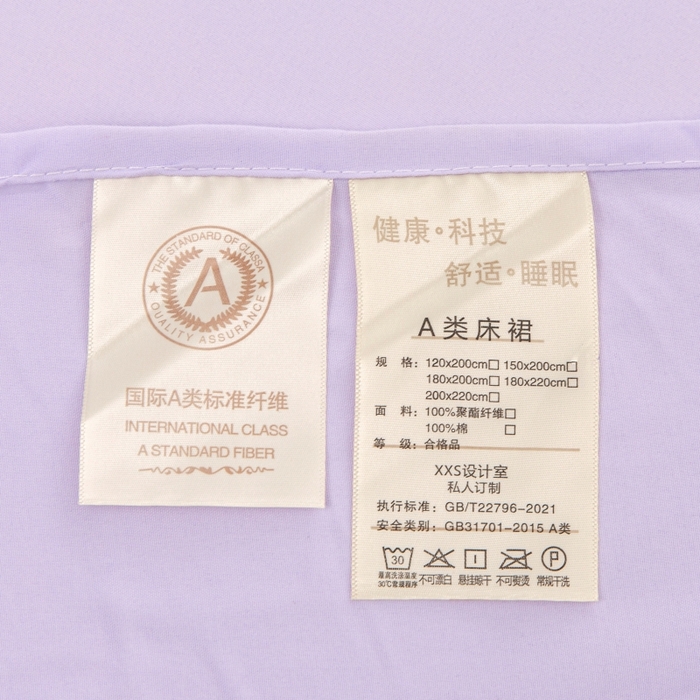 THE STANDARD OF CLASSA
A
QUALITY ASSURANCE
国际A类标准纤维
INTERNATIONAL CLASS
A STANDARD FIBER
健康·科技
舒适·睡眠
A类床裙
规 格：120x200cm□ 150x200cm□
180x200cm□ 180x220cm□
200x220cm□
面 料：100%聚酯纤维□
100%棉 □
等 级：合格品
XXS设计室
私人订制
执行标准：GB/T22796-2021
安全类别：GB31701-2015 A类
30 P
最高洗涤温度
30℃常规程序 不可漂白 悬挂晾干 不可熨烫 常规干洗